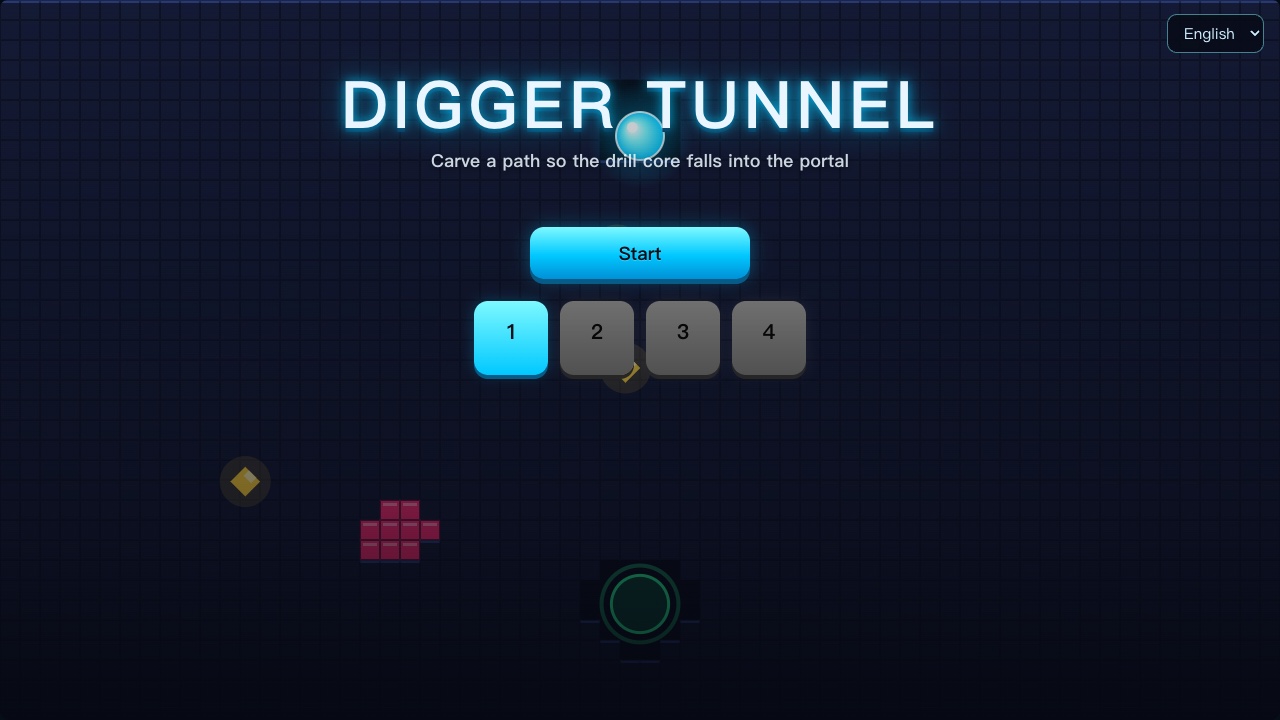 English
DIGGER TUNNEL
Carve a path so the drill core falls into the portal
Start
1 2 3 4